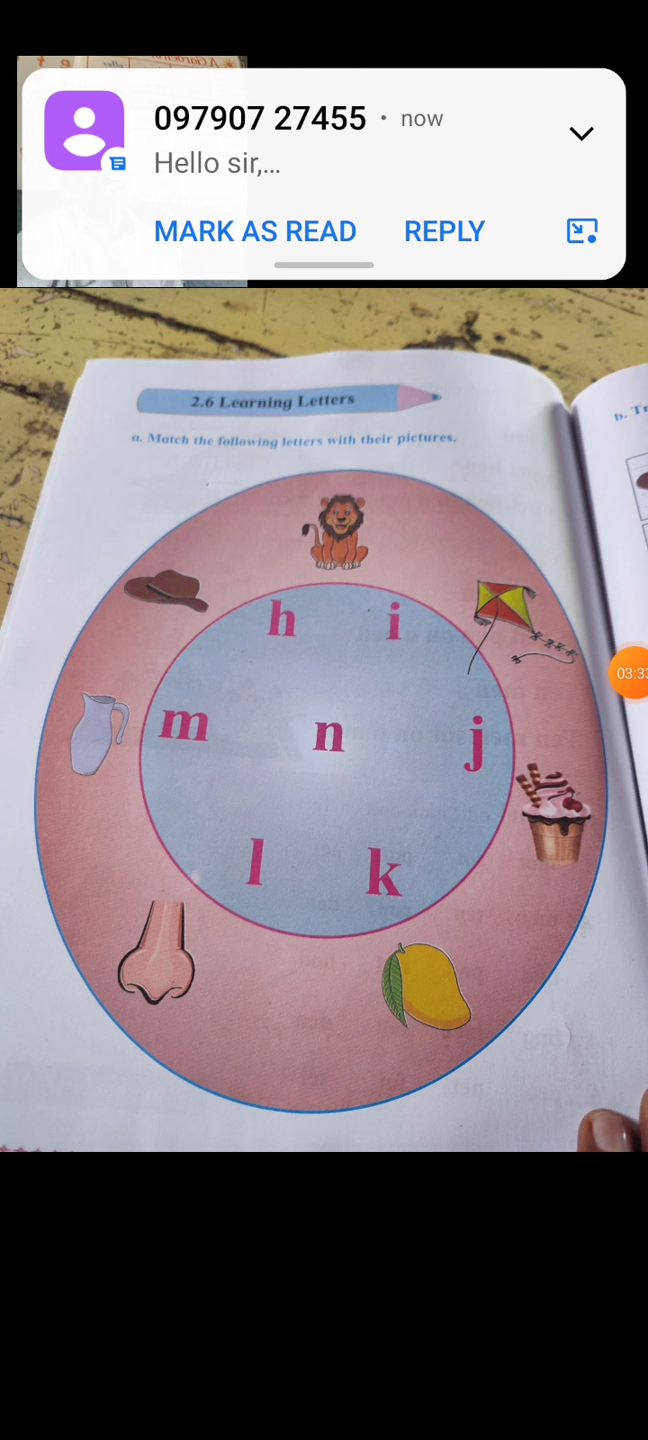 097907 27455 • now
Hello sir,...
MARK AS READ REPLY
2.6 Learning Letters
a. Match the following letters with their pictures.
b. Tr
h i
m n j
l k
03:33